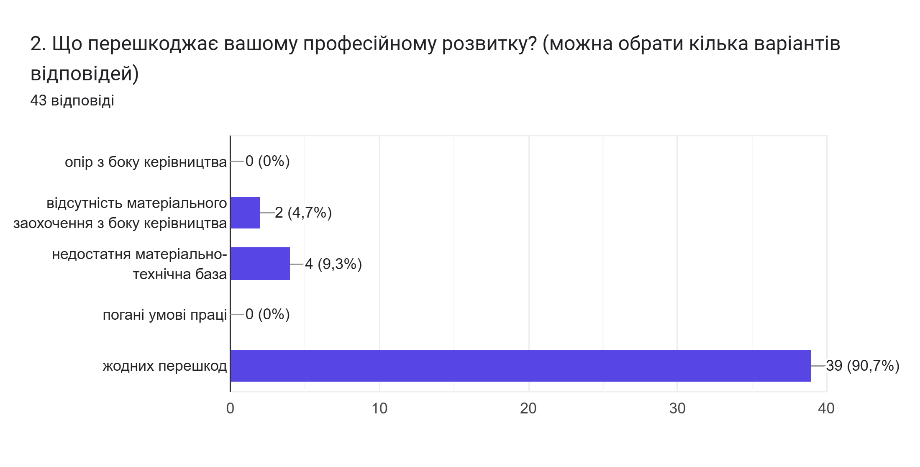 2. Що перешкоджає вашому професійному розвитку? (можна обрати кілька варіантів
відповідей)
43 відповіді
опір з боку керівництва
0 (0%)
відсутність матеріального
заохочення з боку керівництва
2 (4,7%)
недостатня матеріально-
технічна база
4 (9,3%)
погані умові праці
0 (0%)
жодних перешкод
39 (90,7%)
0
10
20
30
40